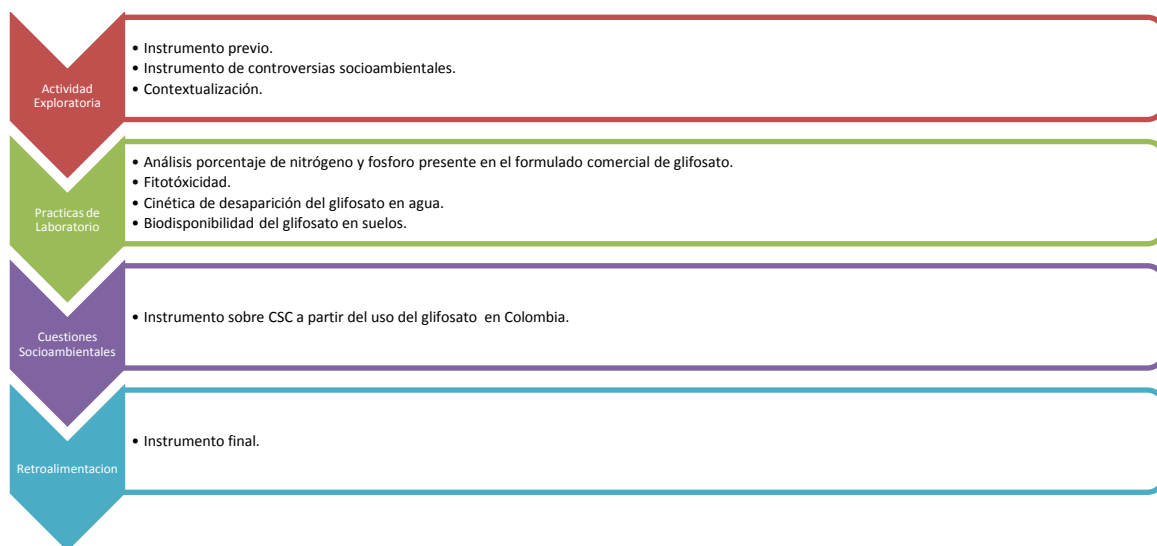 Actividad
Exploratoria
• Instrumento previo.
• Instrumento de controversias socioambientales.
• Contextualización.
Practicas de
Laboratorio
• Análisis porcentaje de nitrógeno y fosforo presente en el formulado comercial de glifosato.
• Fitotóxicidad.
• Cinética de desaparición del glifosato en agua.
• Biodisponibilidad del glifosato en suelos.
Cuestiones
Socioambientales
• Instrumento sobre CSC a partir del uso del glifosato en Colombia.
Retroalimentacion
• Instrumento final.